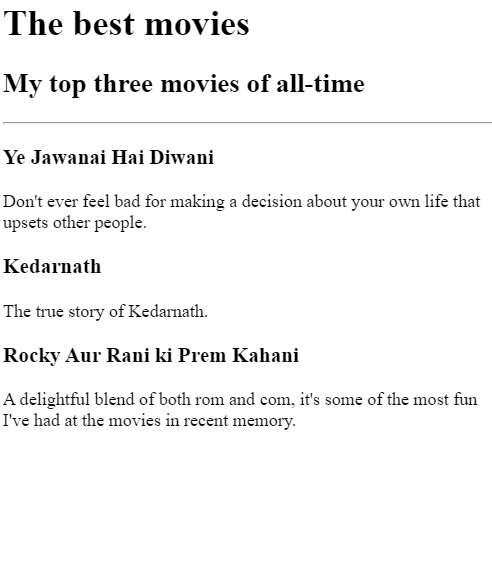 The best movies
My top three movies of all-time
Ye Jawanai Hai Diwani
Don't ever feel bad for making a decision about your own life that
upsets other people.
Kedarnath
The true story of Kedarnath.
Rocky Aur Rani ki Prem Kahani
A delightful blend of both rom and com, it's some of the most fun
I've had at the movies in recent memory.